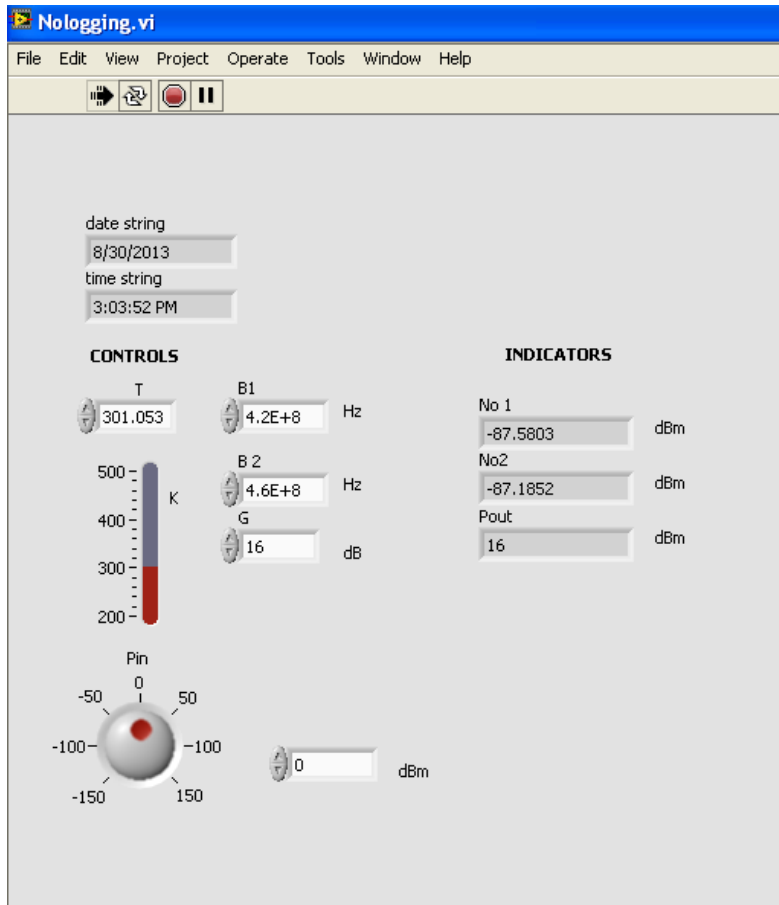 Nologging.vi
File Edit View Project Operate Tools Window Help
date string
8/30/2013
time string
3:03:52 PM
CONTROLS
INDICATORS
T
B1
301.053
4.2E+8
Hz
No 1
-87.5803
dBm
B 2
4.6E+8
Hz
No2
-87.1852
dBm
500
K
400
300
200
G
16
dB
Pout
16
dBm
Pin
0
-50
50
-100
100
-150
150
0
dBm